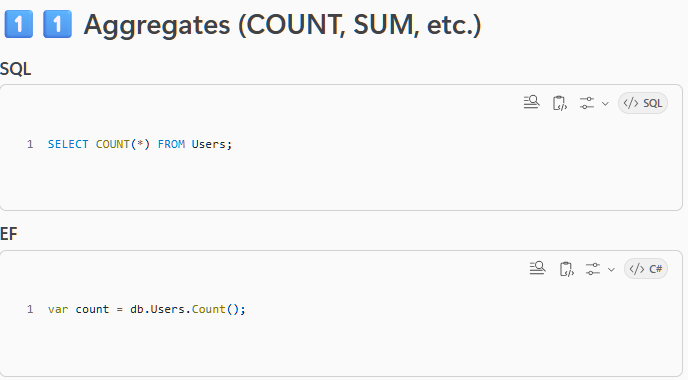 1 1 Aggregates (COUNT, SUM, etc.)
SQL
</> SQL
1 SELECT COUNT(*) FROM Users;
EF
</> C#
1 var count = db.Users.Count();